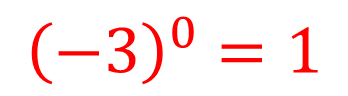 (−3)⁰ = 1